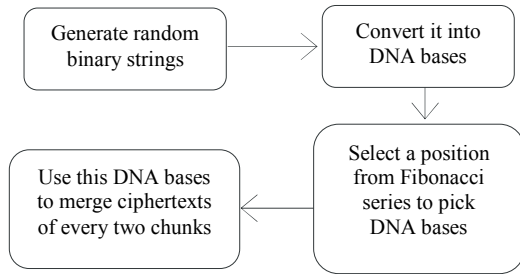 Generate random
binary strings
Convert it into
DNA bases
Select a position
from Fibonacci
series to pick
DNA bases
Use this DNA bases
to merge ciphertexts
of every two chunks